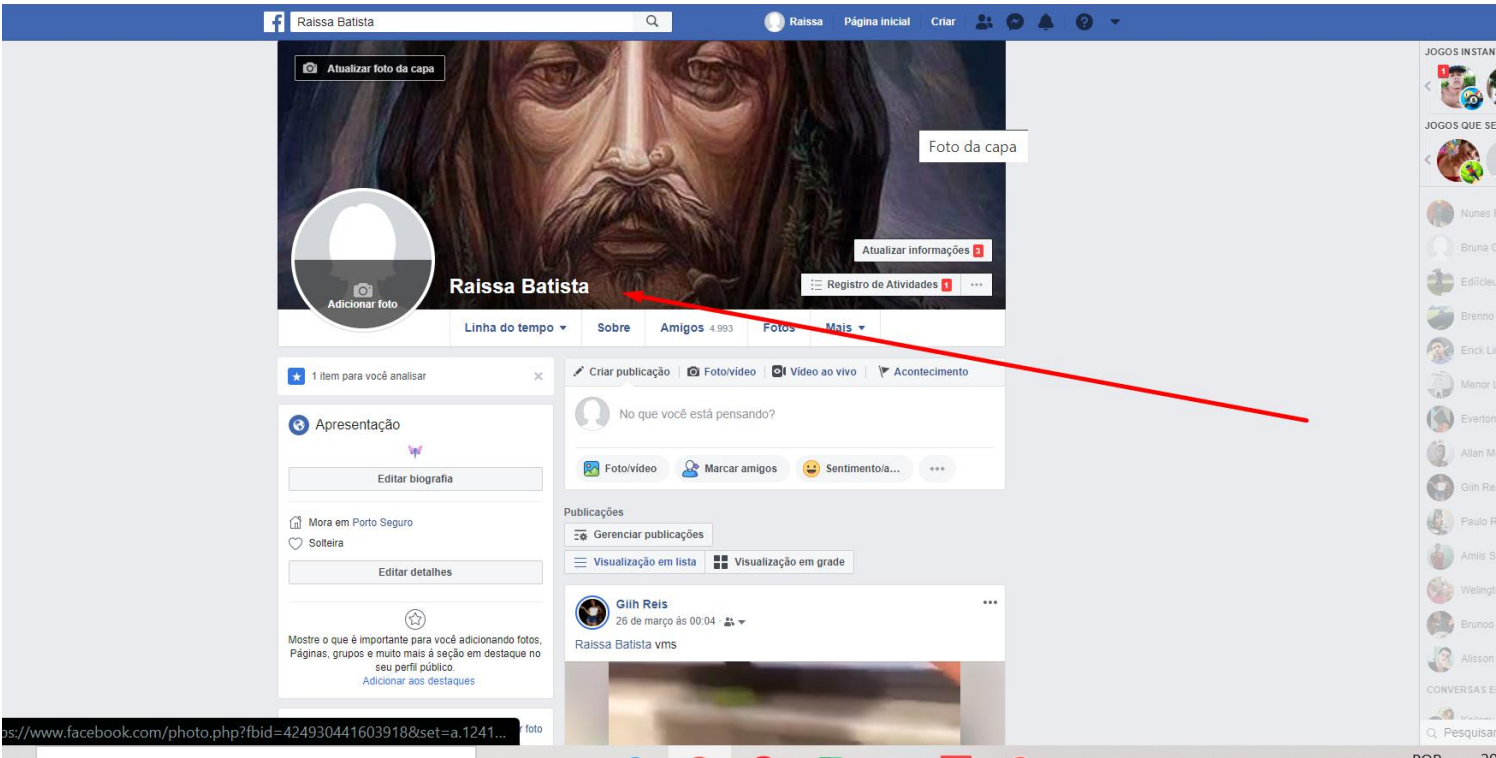 Raissa Batista
Raissa Página inicial Criar
Atualizar foto da capa
Foto da capa
Atualizar informações 3
Raissa Batista
Registro de Atividades 1 ...
Adicionar foto
Linha do tempo Sobre Amigos 4.993 Fotos Mais
1 item para você analisar
Apresentação
Editar biografia
Mora em Porto Seguro
Solteira
Editar detalhes
Mostre o que é importante para você adicionando fotos,
Páginas, grupos e muito mais à seção em destaque no
seu perfil público.
Adicionar aos destaques
foto
Criar publicação Foto/vídeo Vídeo ao vivo Acontecimento
No que você está pensando?
Foto/vídeo Marcar amigos Sentimento/a... ...
Publicações
Gerenciar publicações
Visualização em lista Visualização em grade
Giih Reis ...
26 de março às 00:04 ·
Raissa Batista vms
JOGOS INSTAN
1
JOGOS QUE SE
Nunes
Bruna
Edíicleu
Brenno
Erick Li
Menor L
Everton
Allan M
Giih Re
Paulo R
Amiis S
Welingt
Brunoo
Alisson
CONVERSAS E
Pesquisar
ps://www.facebook.com/photo.php?fbid=424930441603918&set=a.1241...